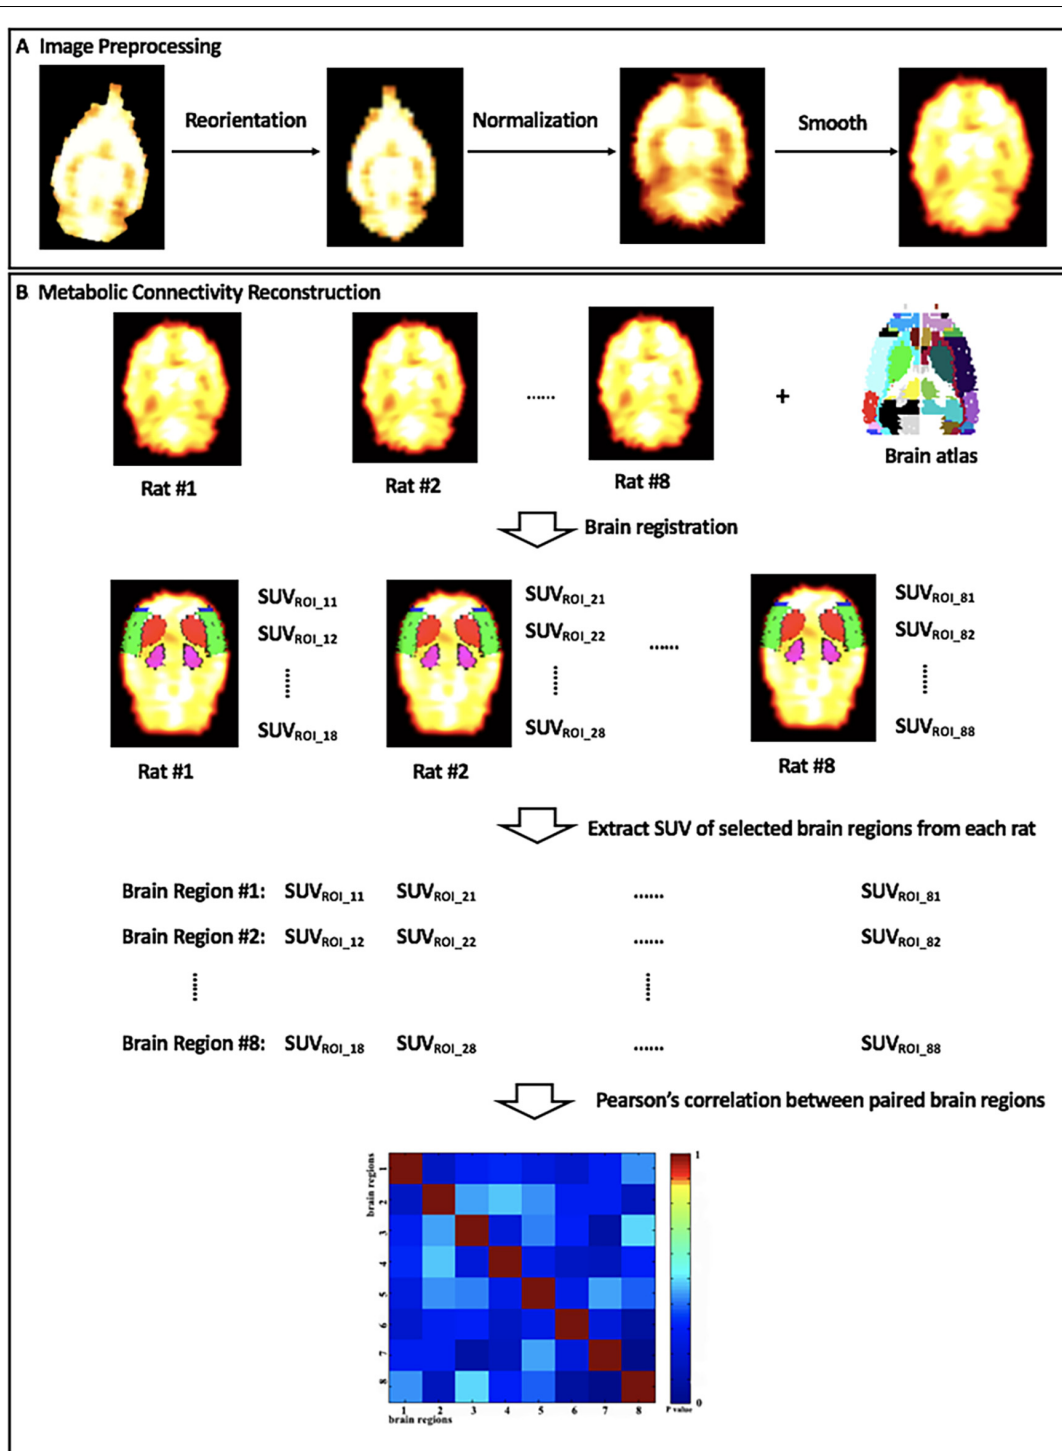 A Image Preprocessing
Reorientation
Normalization
Smooth
B Metabolic Connectivity Reconstruction
......
+
Brain atlas
Rat #1
Rat #2
Rat #8
Brain registration
SUVROI_11
SUVROI_12
SUVROI_18
SUVROI_21
SUVROI_22
SUVROI_28
......
SUVROI_81
SUVROI_82
SUVROI_88
Rat #1
Rat #2
Rat #8
Extract SUV of selected brain regions from each rat
Brain Region #1: SUVROI_11 SUVROI_21 ...... SUVROI_81
Brain Region #2: SUVROI_12 SUVROI_22 ...... SUVROI_82
Brain Region #8: SUVROI_18 SUVROI_28 ...... SUVROI_88
Pearson's correlation between paired brain regions
brain regions
1
2
3
4
5
6
7
8
1 2 3 4 5 6 7 8
brain regions
1
0
P value